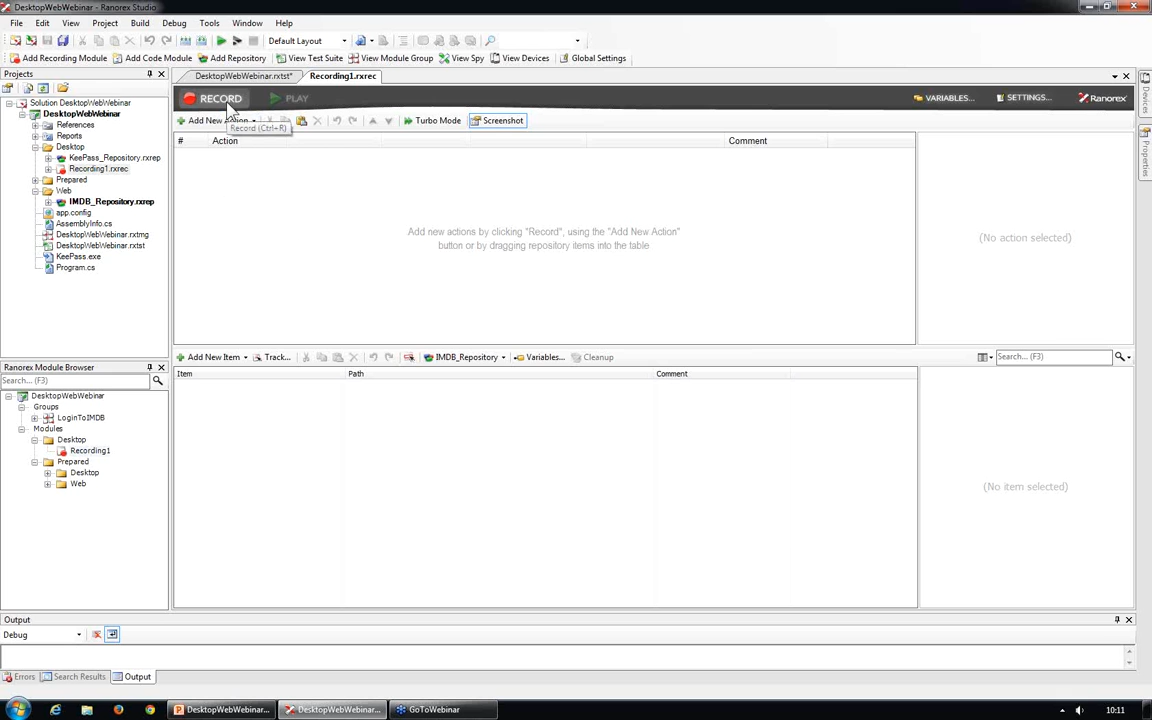 DesktopWebWebinar - Ranorex Studio
File Edit View Project Build Debug Tools Window Help
Default Layout
Add Recording Module Add Code Module Add Repository View Test Suite View Module Group View Spy View Devices Global Settings
Projects
DesktopWebWebinar.rxtst* Recording1.rxrec
Solution DesktopWebWebinar
DesktopWebWebinar
References
Reports
Desktop
KeePass_Repository.rxrep
Recording1.rxrec
Prepared
Web
IMDB_Repository.rxrep
app.config
AssemblyInfo.cs
DesktopWebWebinar.rxtmg
DesktopWebWebinar.rxtst
KeePass.exe
Program.cs
RECORD PLAY VARIABLES... SETTINGS... Ranorex
Add New Turbo Mode Screenshot
Record (Ctrl+R)
# Action Comment
Add new actions by clicking "Record", using the "Add New Action"
button or by dragging repository items into the table
(No action selected)
Devices
Properties
Add New Item Track... IMDB_Repository Variables... Cleanup Search... (F3)
Item Path Comment
(No item selected)
Ranorex Module Browser
Search... (F3)
DesktopWebWebinar
Groups
LoginToIMDB
Modules
Desktop
Recording1
Prepared
Desktop
Web
Output
Debug
Errors Search Results Output
DesktopWebWebinar... DesktopWebWebinar... GoToWebinar 10:11